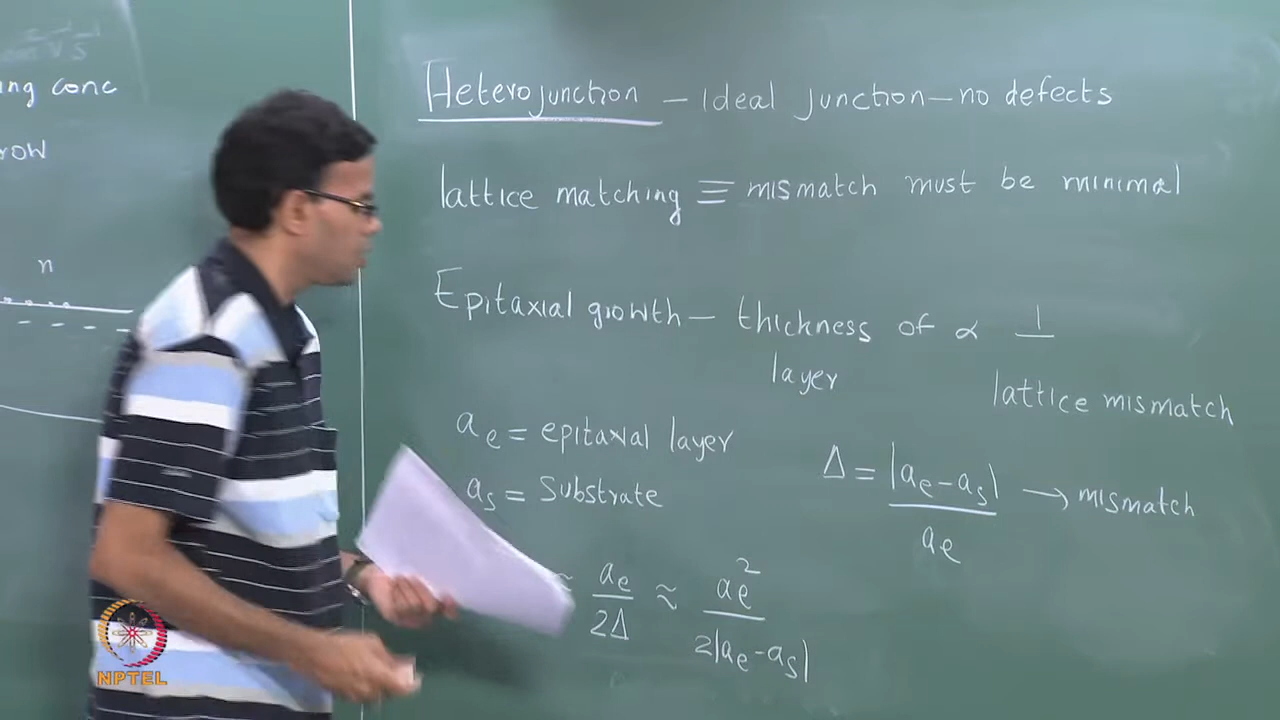 ing conc
row
n
Heterojunction – Ideal junction – no defects
lattice matching ≡ mismatch must be minimal
Epitaxial growth – thickness of ∝ 1
layer
lattice mismatch
ae = epitaxial layer
as = Substrate
Δ = |ae - as| → mismatch
ae
≈ ae ≈ ae²
2Δ 2|ae - as|
NPTEL